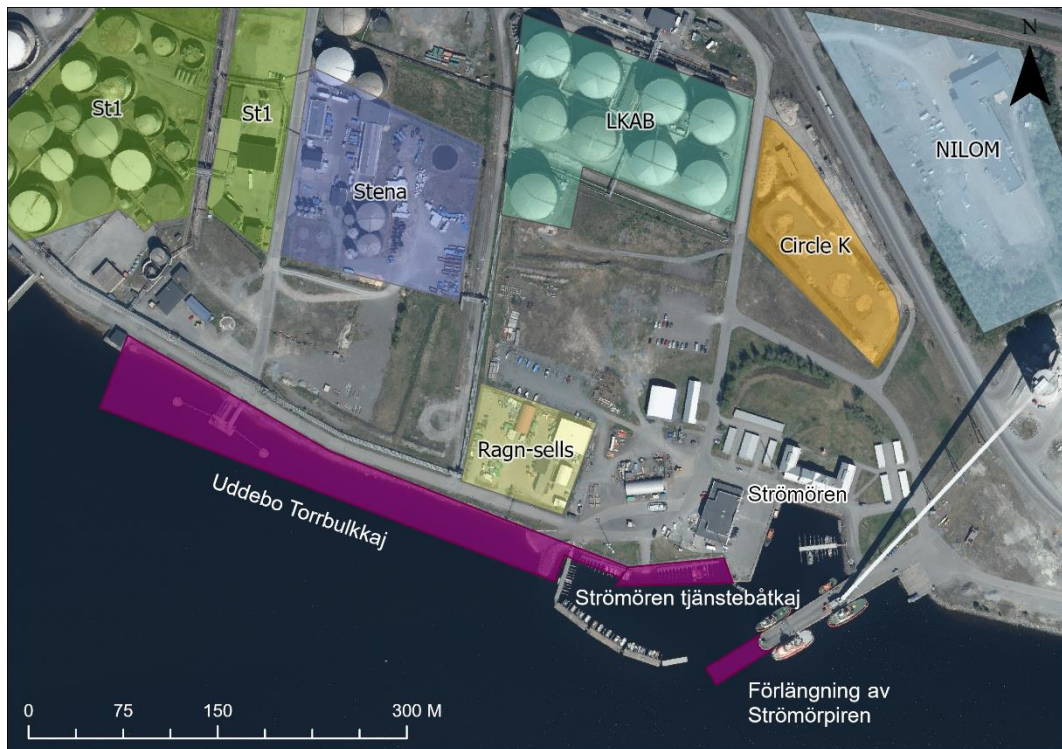 N
St1
St1
LKAB
NILOM
Stena
Circle K
Ragn-sells
Strömören
Uddebo Torrbulkkaj
Strömören tjänstebåtkaj
Förlängning av
Strömörpiren
0 75 150 300 M